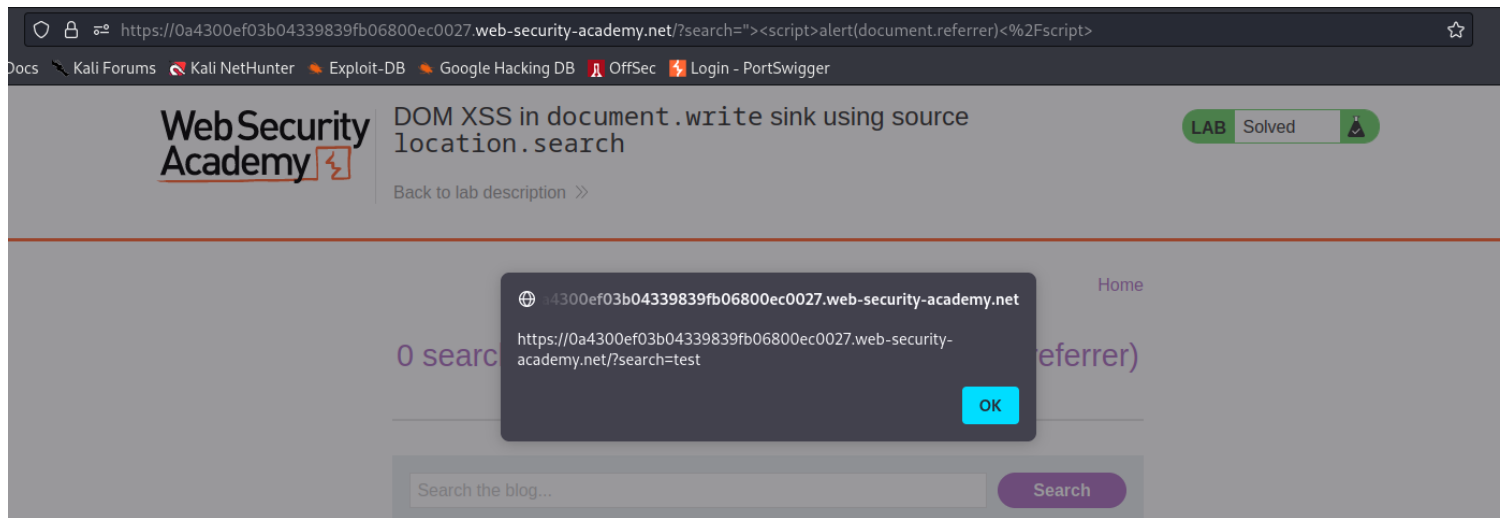 https://0a4300ef03b04339839fb06800ec0027.web-security-academy.net/?search="><script>alert(document.referrer)<%2Fscript>
Docs Kali Forums Kali NetHunter Exploit-DB Google Hacking DB OffSec Login - PortSwigger
WebSecurity
Academy
DOM XSS in document.write sink using source
location.search
LAB Solved
Back to lab description
Home
4300ef03b04339839fb06800ec0027.web-security-academy.net
https://0a4300ef03b04339839fb06800ec0027.web-security-
academy.net/?search=test
0 searc eferrer)
OK
Search the blog... Search